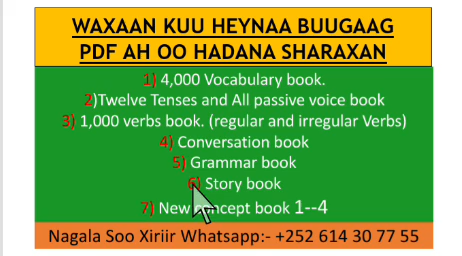 WAXAAN KUU HEYNAA BUUGAAG
PDF AH OO HADANA SHARAXAN
1) 4,000 Vocabulary book.
2)Twelve Tenses and All passive voice book
3) 1,000 verbs book. (regular and irregular Verbs)
4) Conversation book
5) Grammar book
6) Story book
7) New concept book 1--4
Nagala Soo Xiriir Whatsapp:- +252 614 30 77 55